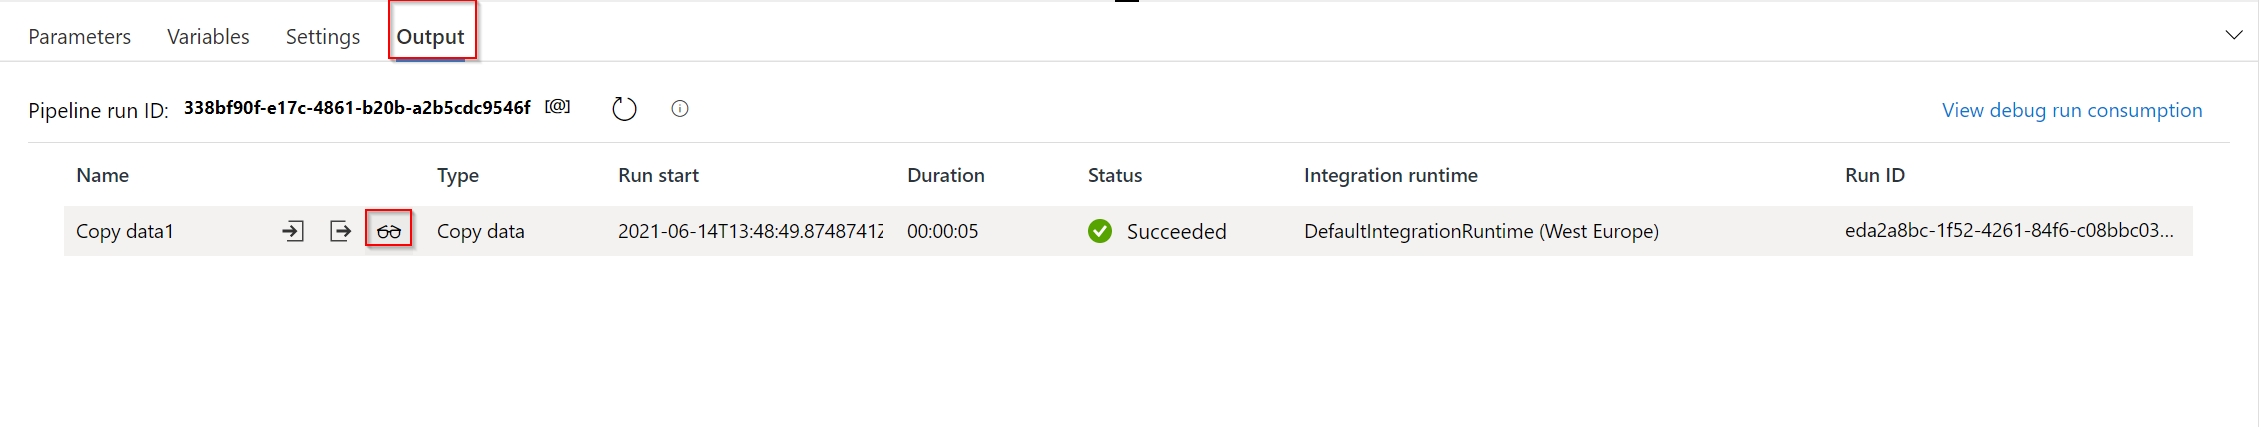 Parameters Variables Settings Output
Pipeline run ID: 338bf90f-e17c-4861-b20b-a2b5cdc9546f [@] View debug run consumption
Name Type Run start Duration Status Integration runtime Run ID
Copy data1 Copy data 2021-06-14T13:48:49.8748741Z 00:00:05 Succeeded DefaultIntegrationRuntime (West Europe) eda2a8bc-1f52-4261-84f6-c08bbc03...